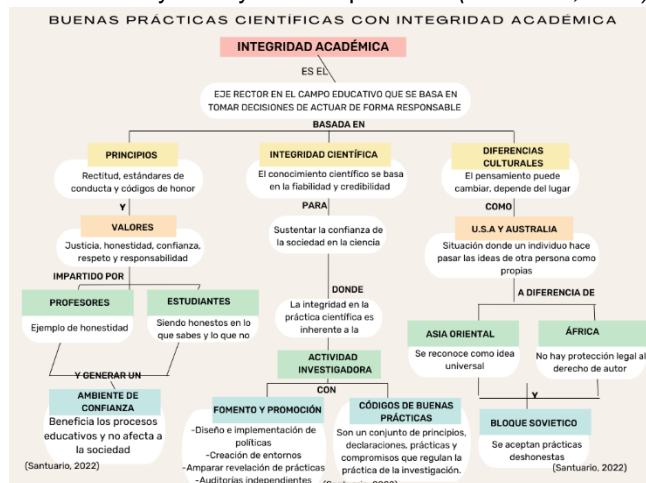 (
BUENAS PRÁCTICAS CIENTÍFICAS CON INTEGRIDAD ACADÉMICA
INTEGRIDAD ACADÉMICA
ES EL
EJE RECTOR EN EL CAMPO EDUCATIVO QUE SE BASA EN
TOMAR DECISIONES DE ACTUAR DE FORMA RESPONSABLE
BASADA EN
PRINCIPIOS
Rectitud, estándares de
conducta y códigos de honor
Y
VALORES
Justicia, honestidad, confianza,
respeto y responsabilidad
IMPARTIDO POR
PROFESORES
Ejemplo de honestidad
ESTUDIANTES
Siendo honestos en lo
que sabes y lo que no
Y GENERAR UN
AMBIENTE DE
CONFIANZA
Beneficia los procesos
educativos y no afecta a
la sociedad
(Santuario, 2022)
INTEGRIDAD CIENTÍFICA
El conocimiento científico se basa
en la fiabilidad y credibilidad
PARA
Sustentar la confianza de
la sociedad en la ciencia
DONDE
La integridad en la
práctica científica es
inherente a la
ACTIVIDAD
INVESTIGADORA
CON
FOMENTO Y PROMOCIÓN
-Diseño e implementación de
políticas
-Creación de entornos
-Amparar revelación de prácticas
-Auditorías independientes
CÓDIGOS DE BUENAS
PRÁCTICAS
Son un conjunto de principios,
declaraciones, prácticas y
compromisos que regulan la
práctica de la investigación.
DIFERENCIAS
CULTURALES
El pensamiento puede
cambiar, depende del lugar
COMO
U.S.A Y AUSTRALIA
Situación donde un individuo hace
pasar las ideas de otra persona como
propias
A DIFERENCIA DE
ASIA ORIENTAL
Se reconoce como idea
universal
ÁFRICA
No hay protección legal al
derecho de autor
Y
BLOQUE SOVIETICO
Se aceptan prácticas
deshonestas
(Santuario, 2022)